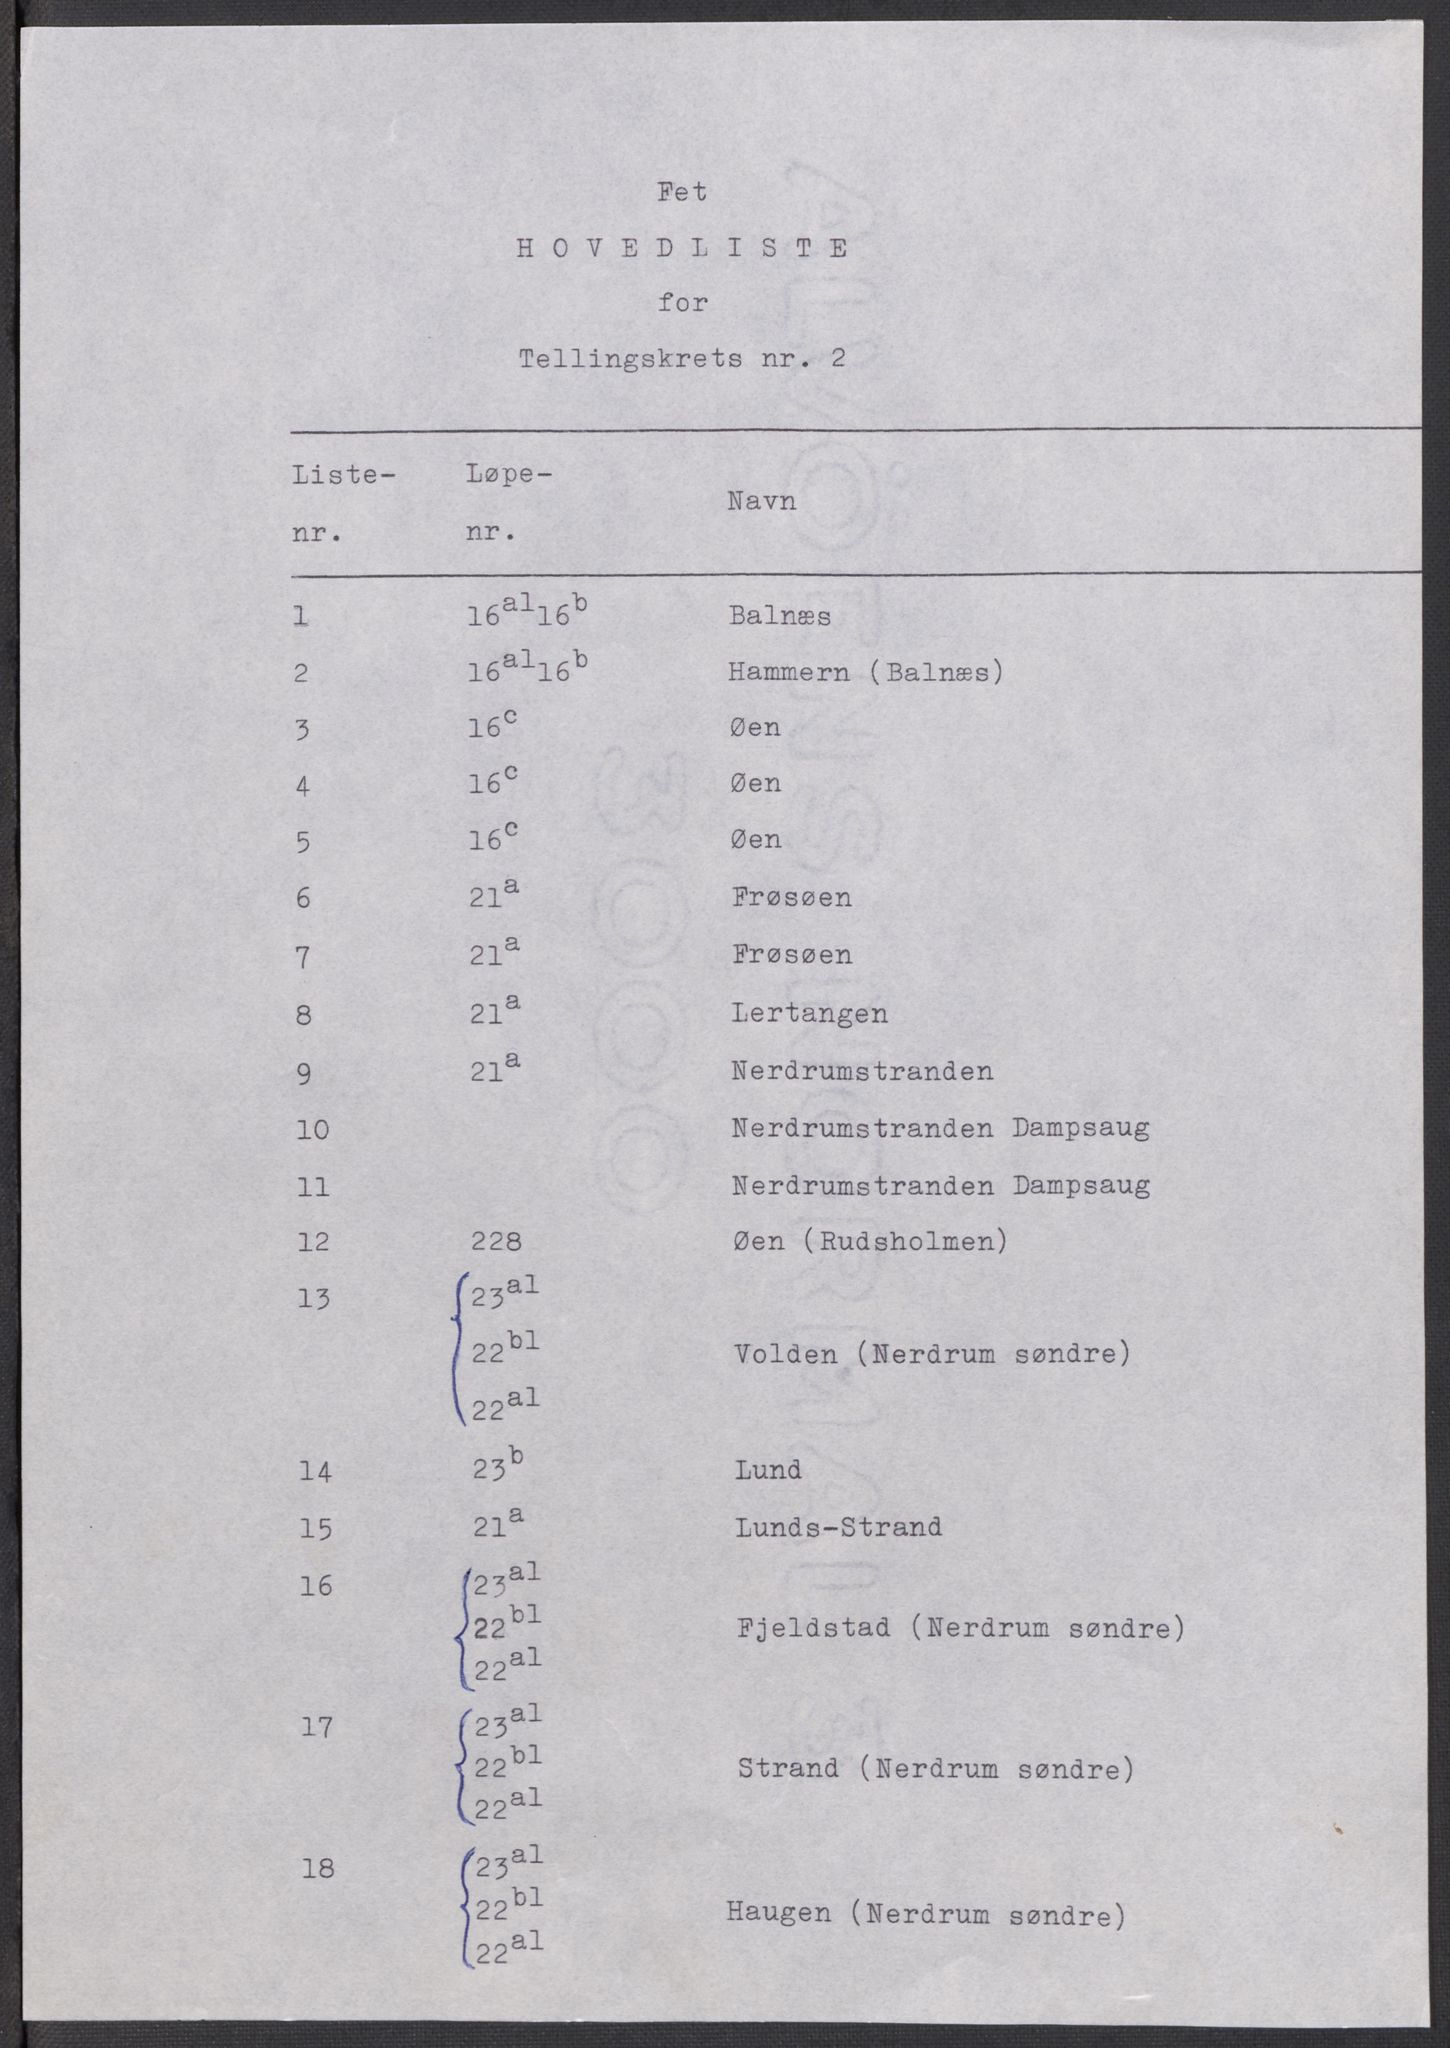 Fet
HOVEDLISTE
for
Tellingskrets nr. 2
Liste- Løpe- Navn
nr. nr.
1 16al16b Balnæs
2 16al16b Hammern (Balnæs)
3 16c Øen
4 16c Øen
5 16c Øen
6 21a Frøsøen
7 21a Frøsøen
8 21a Lertangen
9 21a Nerdrumstranden
10 Nerdrumstranden Dampsaug
11 Nerdrumstranden Dampsaug
12 228 Øen (Rudsholmen)
13 23al
22bl Volden (Nerdrum søndre)
22al
14 23b Lund
15 21a Lunds-Strand
16 23al
22bl Fjeldstad (Nerdrum søndre)
22al
17 23al
22bl Strand (Nerdrum søndre)
22al
18 23al
22bl Haugen (Nerdrum søndre)
22al